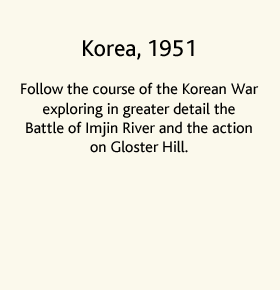 Korea, 1951
Follow the course of the Korean War
exploring in greater detail the
Battle of Imjin River and the action
on Gloster Hill.